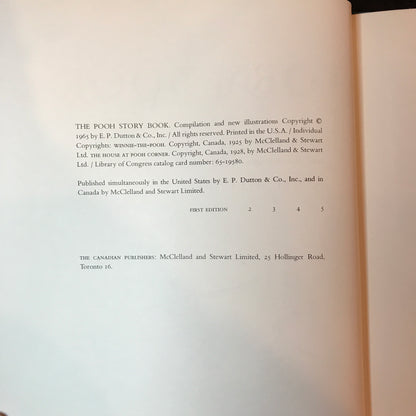 THE POOH STORY BOOK. Compilation and new illustrations Copyright ©
1965 by E. P. Dutton & Co., Inc. / All rights reserved. Printed in the U.S.A. / Individual
Copyrights: WINNIE-THE-POOH. Copyright, Canada, 1925 by McClelland & Stewart
Ltd. THE HOUSE AT POOH CORNER. Copyright, Canada, 1928, by McClelland & Stewart
Ltd. / Library of Congress catalog card number: 65-19580.
Published simultaneously in the United States by E. P. Dutton & Co., Inc., and in
Canada by McClelland and Stewart Limited.
FIRST EDITION 2 3 4 5
THE CANADIAN PUBLISHERS: McClelland and Stewart Limited, 25 Hollinger Road,
Toronto 16.